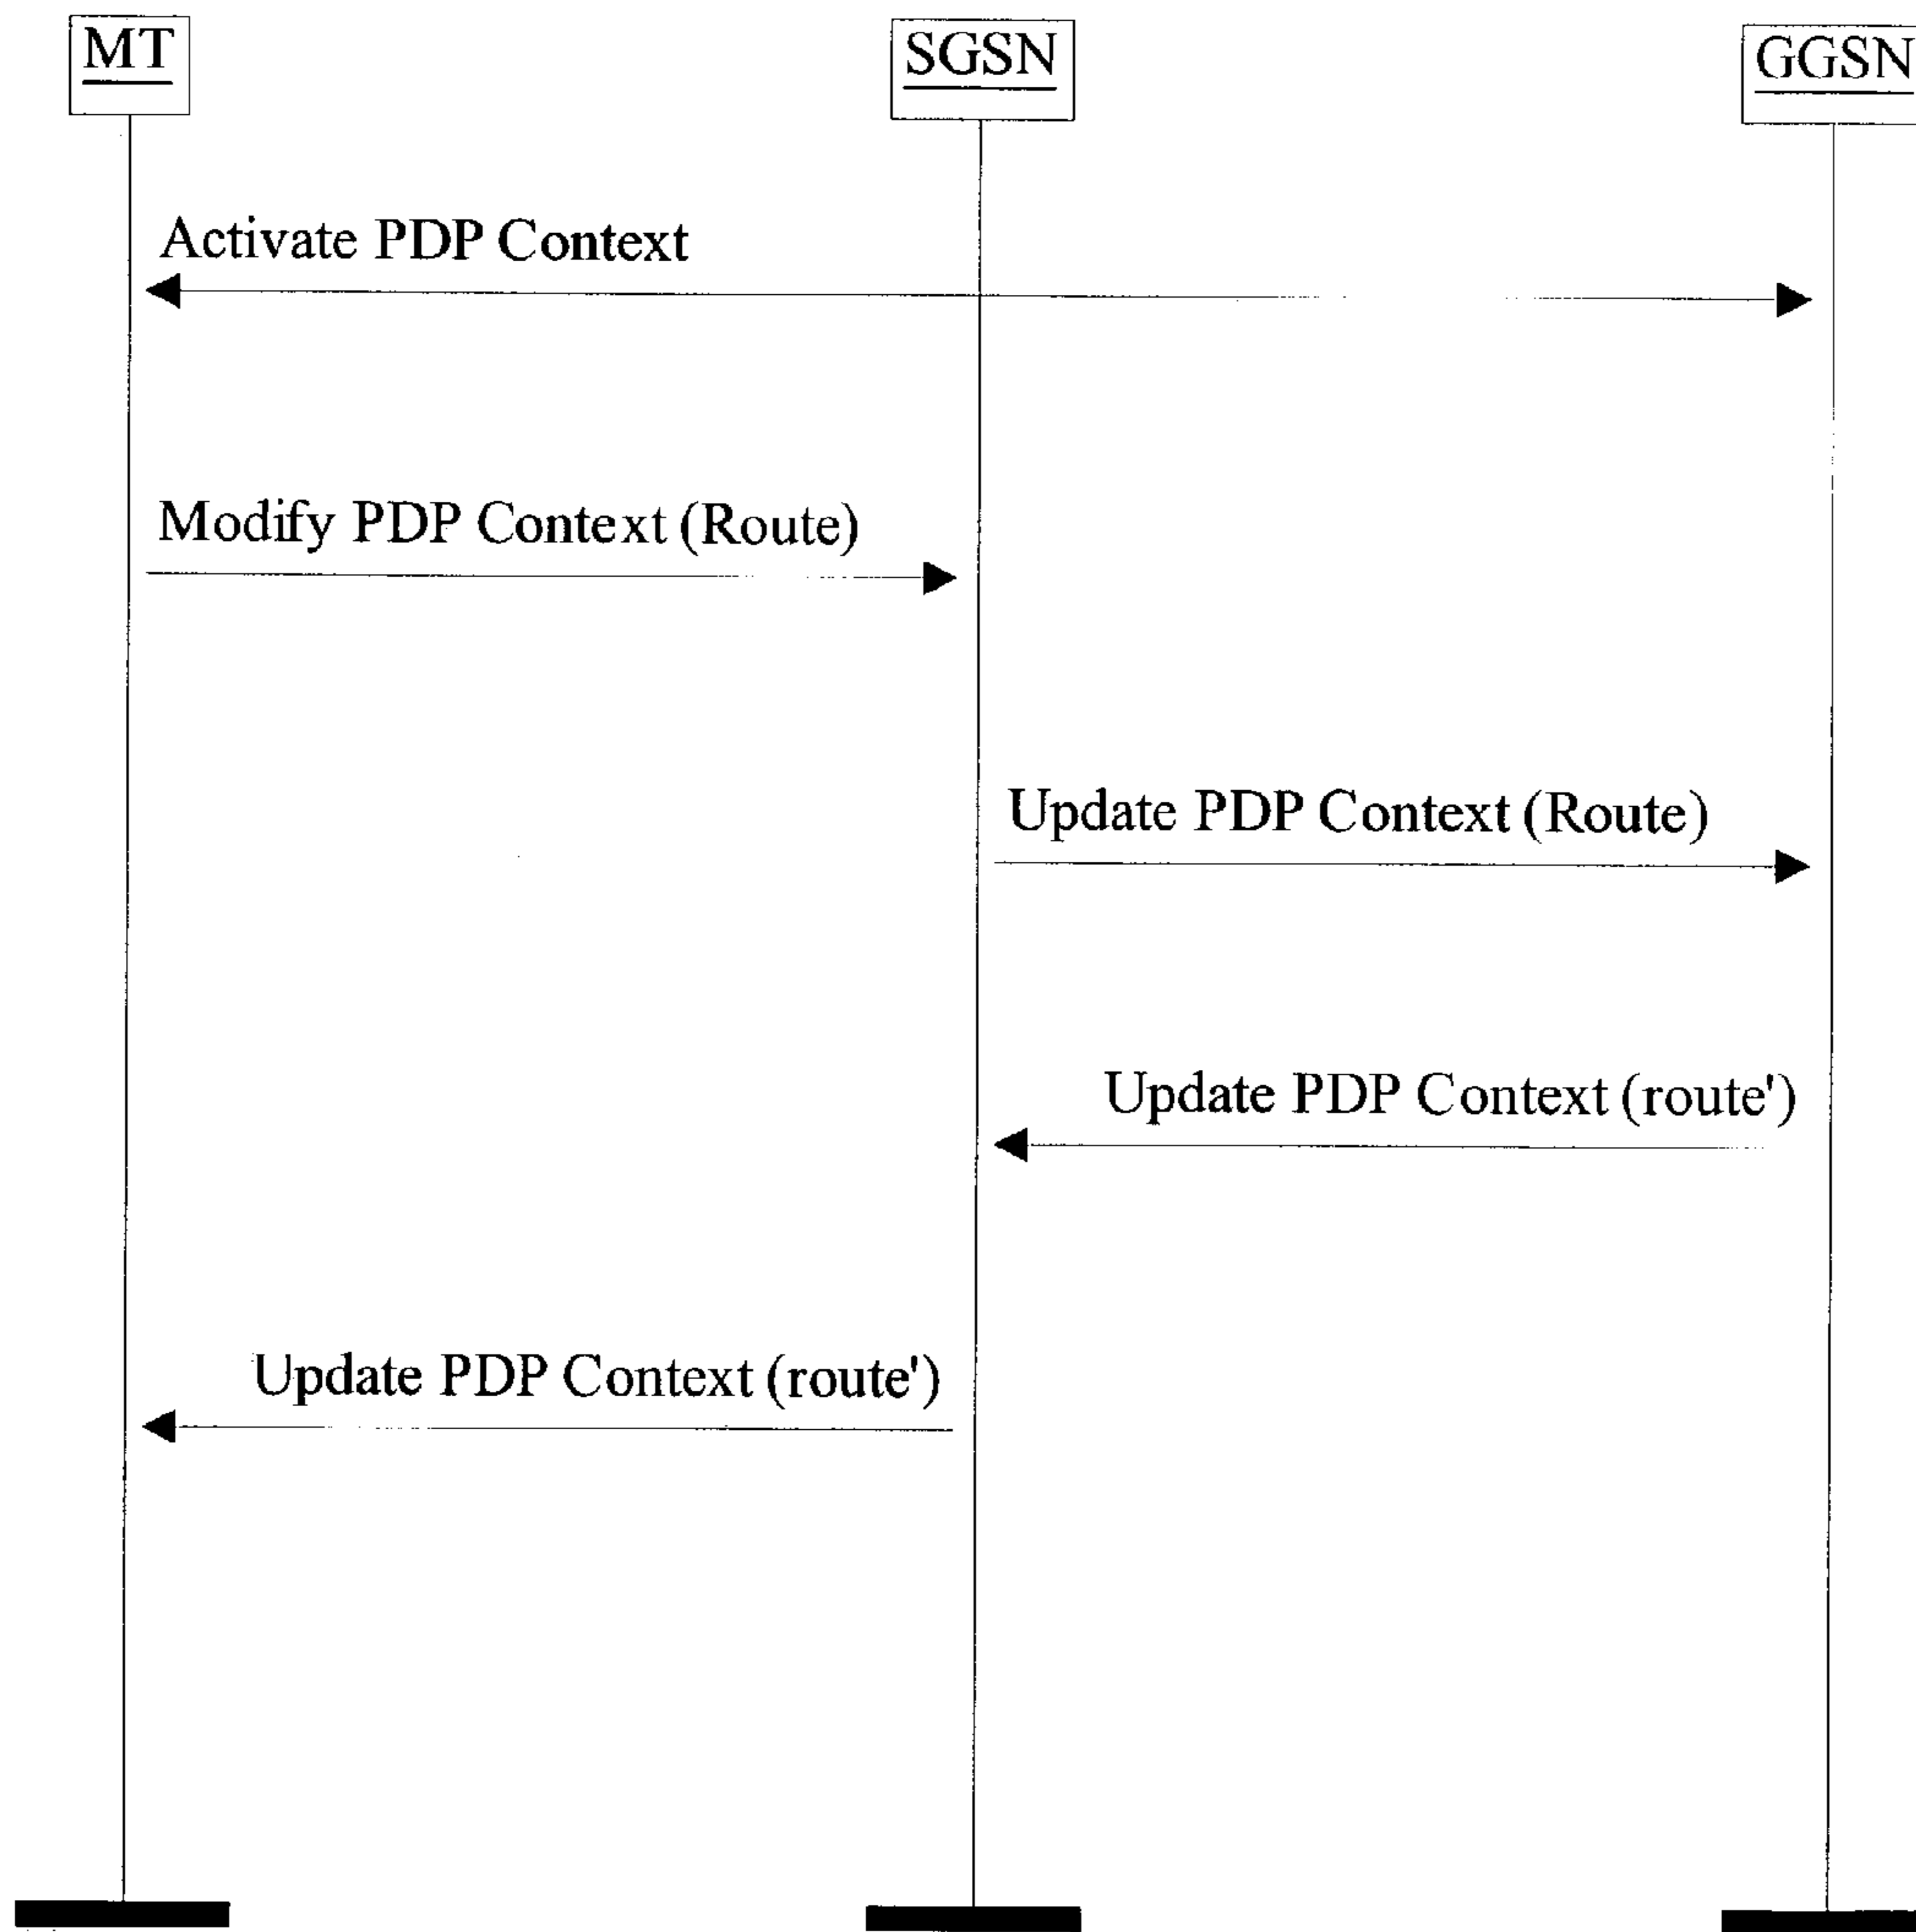 MT
SGSN
GGSN
Activate PDP Context
Modify PDP Context (Route)
Update PDP Context (Route)
Update PDP Context (route')
Update PDP Context (route')